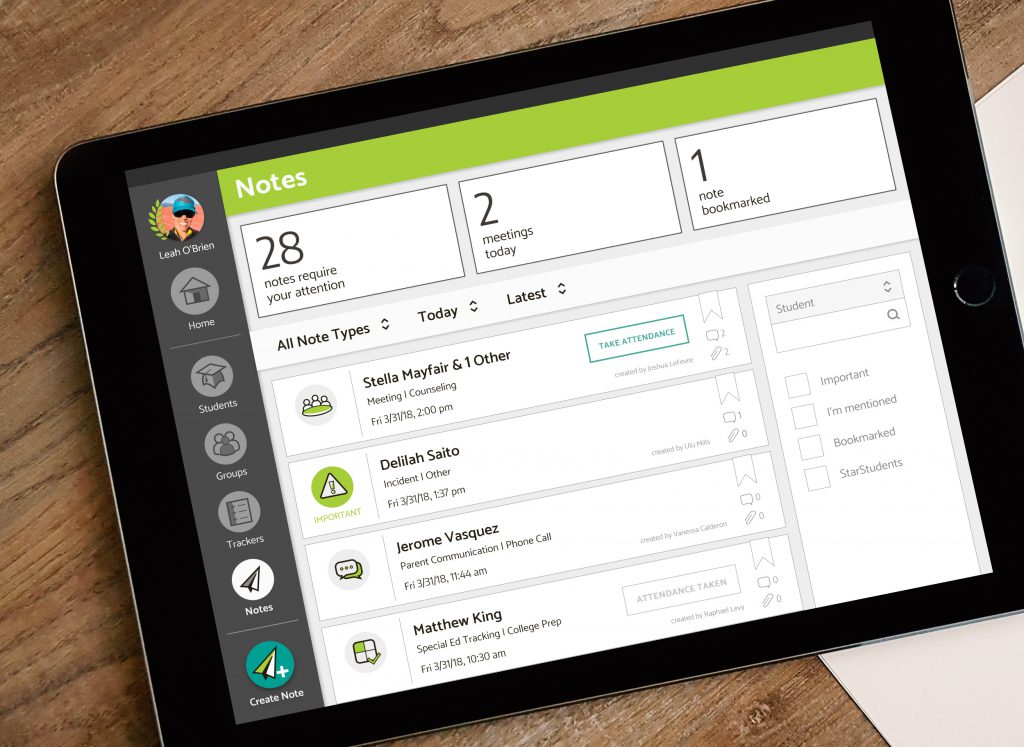 Notes
Leah O'Brien
Home
Students
Groups
Trackers
Notes
Create Note
28
notes require
your attention
2
meetings
today
1
note
bookmarked
All Note Types
Today
Latest
Stella Mayfair & 1 Other
Meeting | Counseling
Fri 3/31/18, 2:00 pm
TAKE ATTENDANCE
created by Joshua LeFevre
2
2
IMPORTANT
Delilah Saito
Incident | Other
Fri 3/31/18, 1:37 pm
created by Lilu Mills
1
0
Jerome Vasquez
Parent Communication | Phone Call
Fri 3/31/18, 11:44 am
created by Vanessa Calderon
0
0
Matthew King
Special Ed Tracking | College Prep
Fri 3/31/18, 10:30 am
ATTENDANCE TAKEN
created by Raphael Levy
0
0
Student
Important
I'm mentioned
Bookmarked
StarStudents